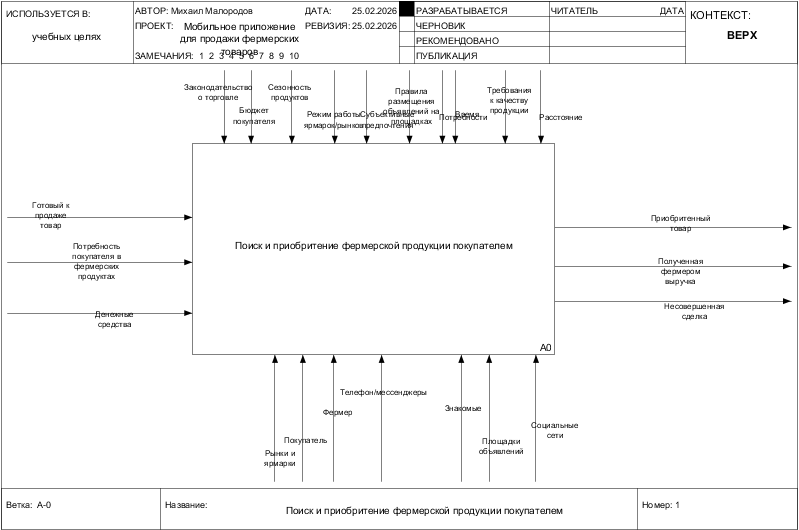 ИСПОЛЬЗУЕТСЯ В:
учебных целях
АВТОР: Михаил Малородов
ДАТА: 25.02.2026
ПРОЕКТ: Мобильное приложение
для продажи фермерских
товаров
РЕВИЗИЯ: 25.02.2026
ЗАМЕЧАНИЯ: 1 2 3 4 5 6 7 8 9 10
РАЗРАБАТЫВАЕТСЯ
ЧЕРНОВИК
РЕКОМЕНДОВАНО
ПУБЛИКАЦИЯ
ЧИТАТЕЛЬ ДАТА
КОНТЕКСТ:
ВЕРХ
Законодательство
о торговле
Бюджет
покупателя
Сезонность
продуктов
Режим работы
ярмарок/рынков
Субъективные
предпочтения
Правила
размещения
объявлений на
площадках
Потребности
Время
Требования
к качеству
продукции
Расстояние
Готовый к
продаже
товар
Потребность
покупателя в
фермерских
продуктах
Денежные
средства
Поиск и приобритение фермерской продукции покупателем
A0
Приобритенный
товар
Полученная
фермером
выручка
Несовершенная
сделка
Рынки и
ярмарки
Покупатель
Фермер
Телефон/мессенджеры
Знакомые
Площадки
объявлений
Социальные
сети
Ветка: A-0
Название: Поиск и приобритение фермерской продукции покупателем
Номер: 1